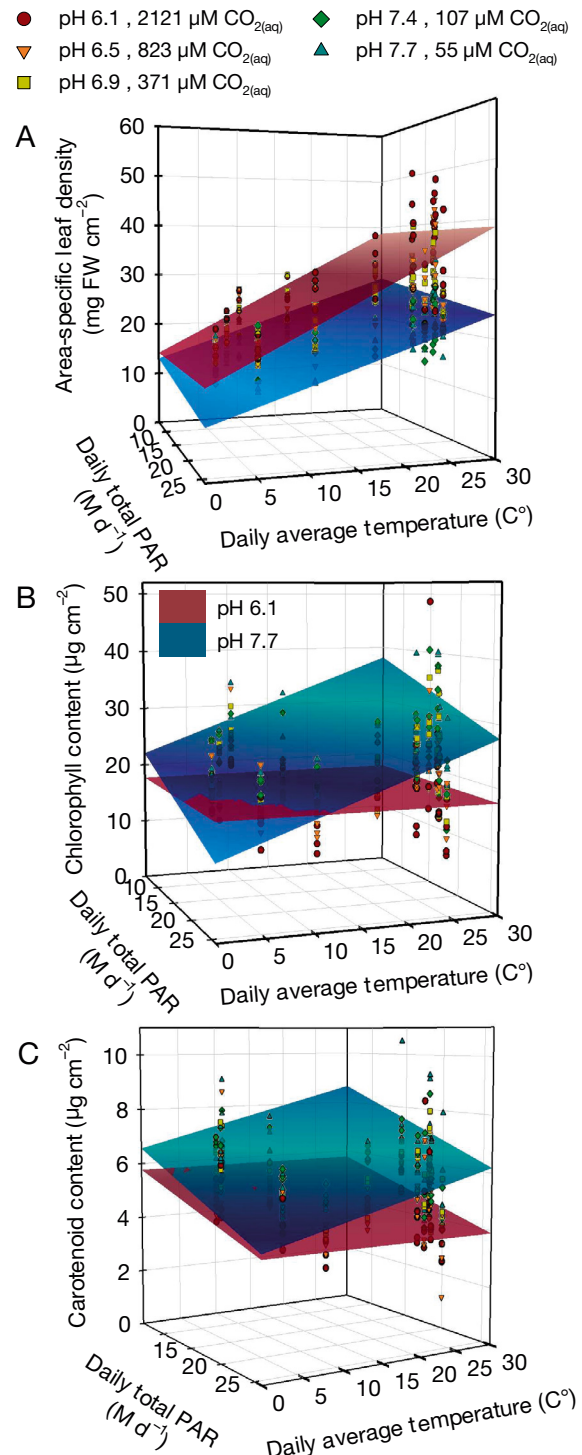 pH 6.1 , 2121 µM CO2(aq)
pH 7.4 , 107 µM CO2(aq)
pH 6.5 , 823 µM CO2(aq)
pH 7.7 , 55 µM CO2(aq)
pH 6.9 , 371 µM CO2(aq)
A
Area-specific leaf density
(mg FW cm−2)
60
50
40
30
20
10
0
10
15
20
25
Daily total PAR
(M d−1)
0
5
10
15
20
25
30
Daily average temperature (C°)
B
pH 6.1
pH 7.7
Chlorophyll content (µg cm−2)
50
40
30
20
10
0
10
15
20
25
Daily total PAR
(M d−1)
0
5
10
15
20
25
30
Daily average temperature (C°)
C
Carotenoid content (µg cm−2)
10
8
6
4
2
0
15
20
25
Daily total PAR
(M d−1)
0
5
10
15
20
25
30
Daily average temperature (C°)